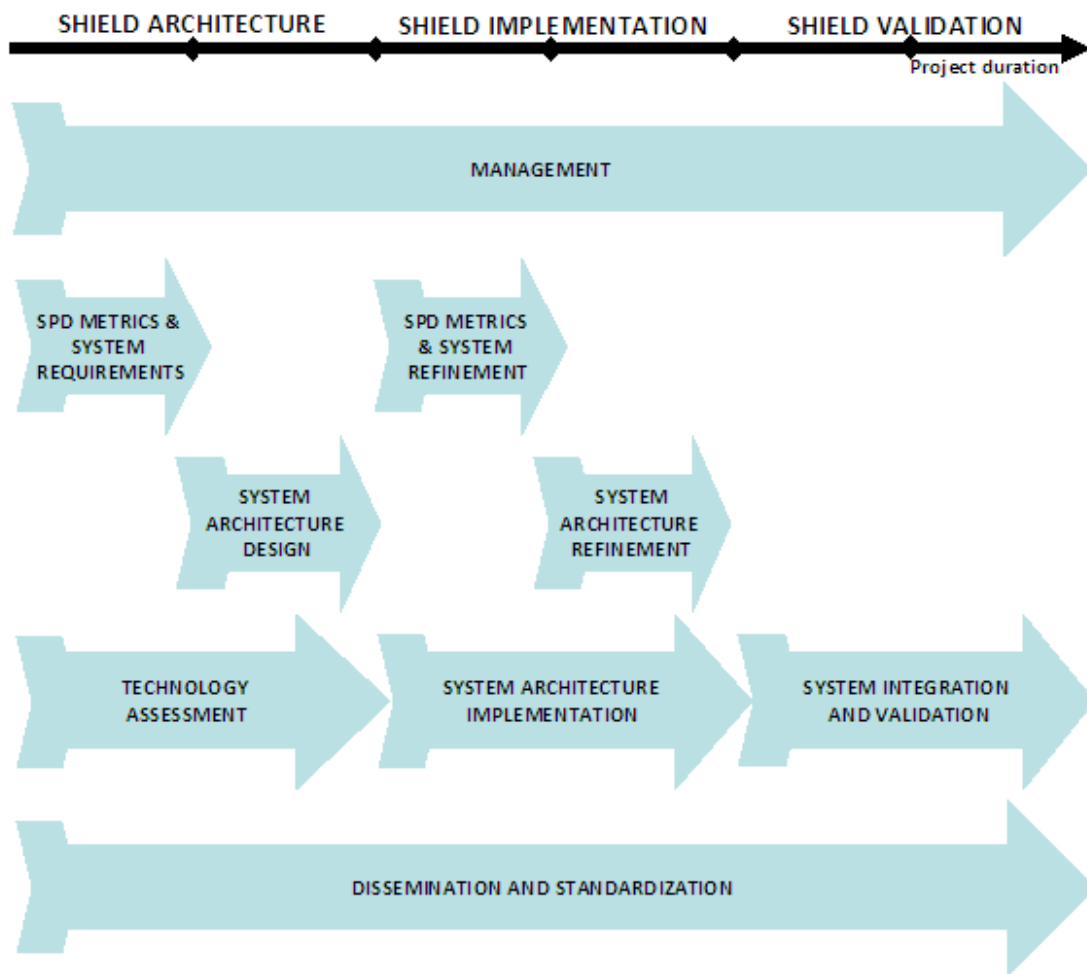 SHIELD ARCHITECTURE
SHIELD IMPLEMENTATION
SHIELD VALIDATION
Project duration
MANAGEMENT
SPD METRICS &
SYSTEM
REQUIREMENTS
SPD METRICS
& SYSTEM
REFINEMENT
SYSTEM
ARCHITECTURE
DESIGN
SYSTEM
ARCHITECTURE
REFINEMENT
TECHNOLOGY
ASSESSMENT
SYSTEM ARCHITECTURE
IMPLEMENTATION
SYSTEM INTEGRATION
AND VALIDATION
DISSEMINATION AND STANDARDIZATION